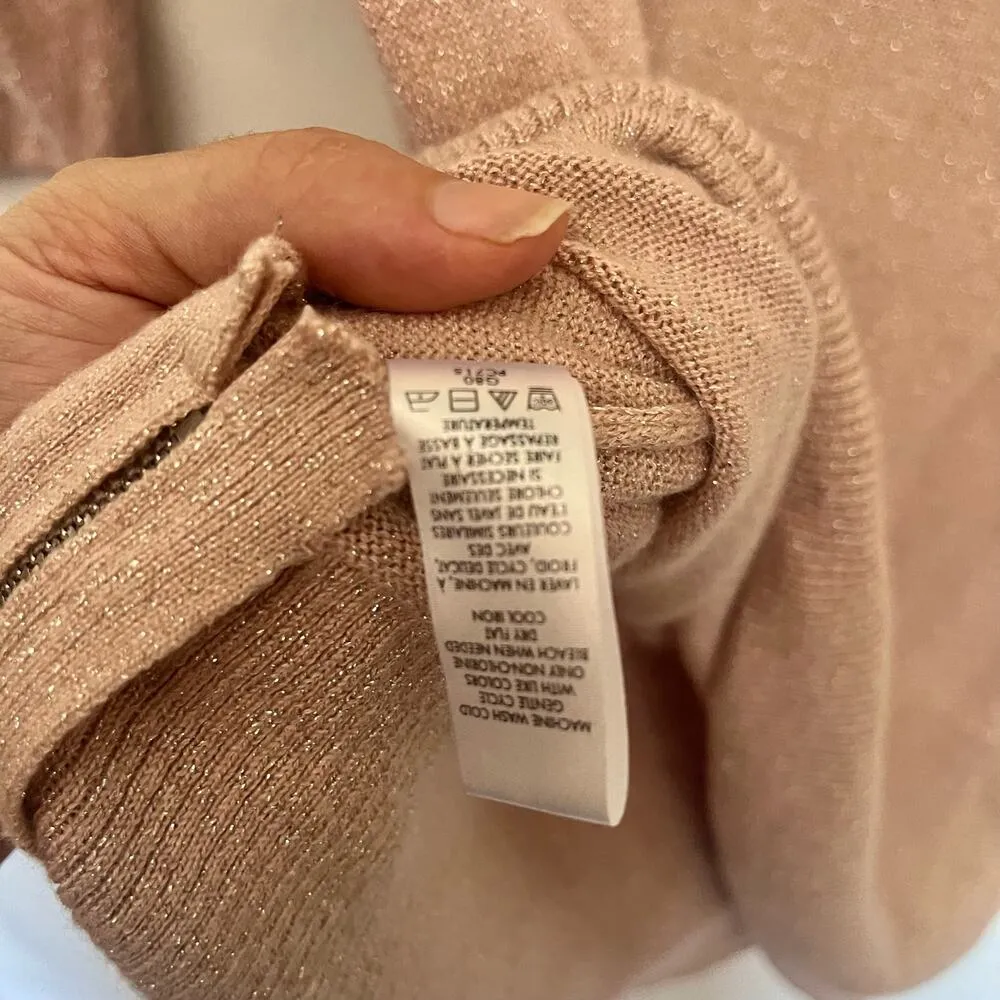 MACHINE WASH COLD
GENTLE CYCLE
WITH LIKE COLORS
ONLY NON-CHLORINE
BLEACH WHEN NEEDED
DRY FLAT
COOL IRON
LAVER EN MACHINE, À
FROID, CYCLE DELICAT,
AVEC DES
COULEURS SIMILAIRES
L'EAU DE JAVEL SANS
CHLORE SEULEMENT
SI NECESSAIRE
FAIRE SECHER A PLAT
REPASSAGE A BASSE
TEMPERATURE
G80